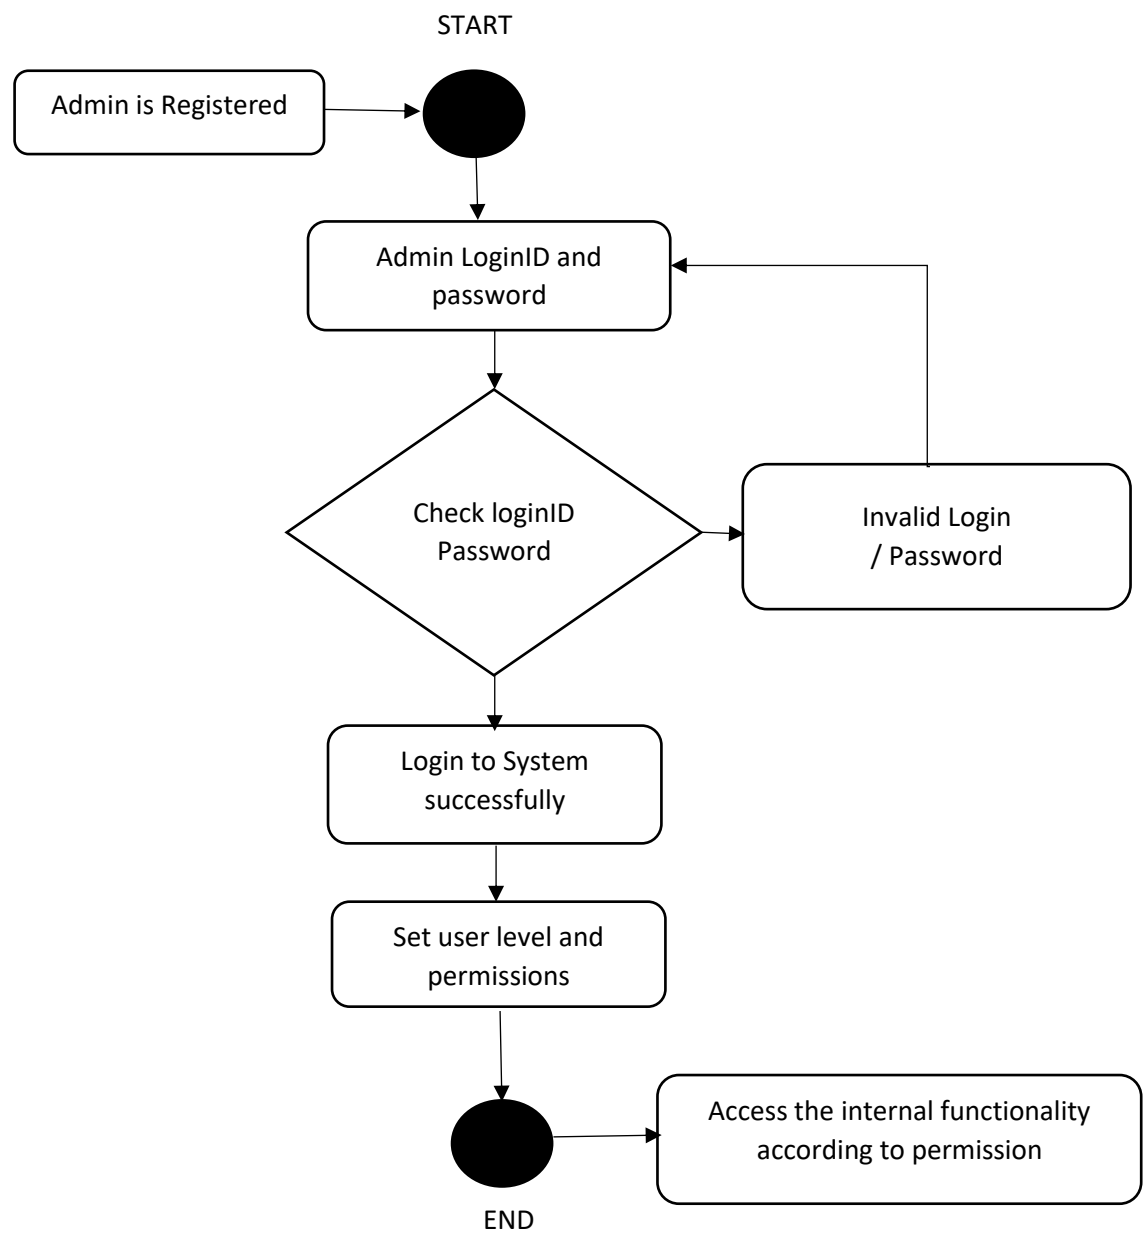 START
Admin is Registered
Admin LoginID and
password
Check loginID
Password
Invalid Login
/ Password
Login to System
successfully
Set user level and
permissions
Access the internal functionality
according to permission
END